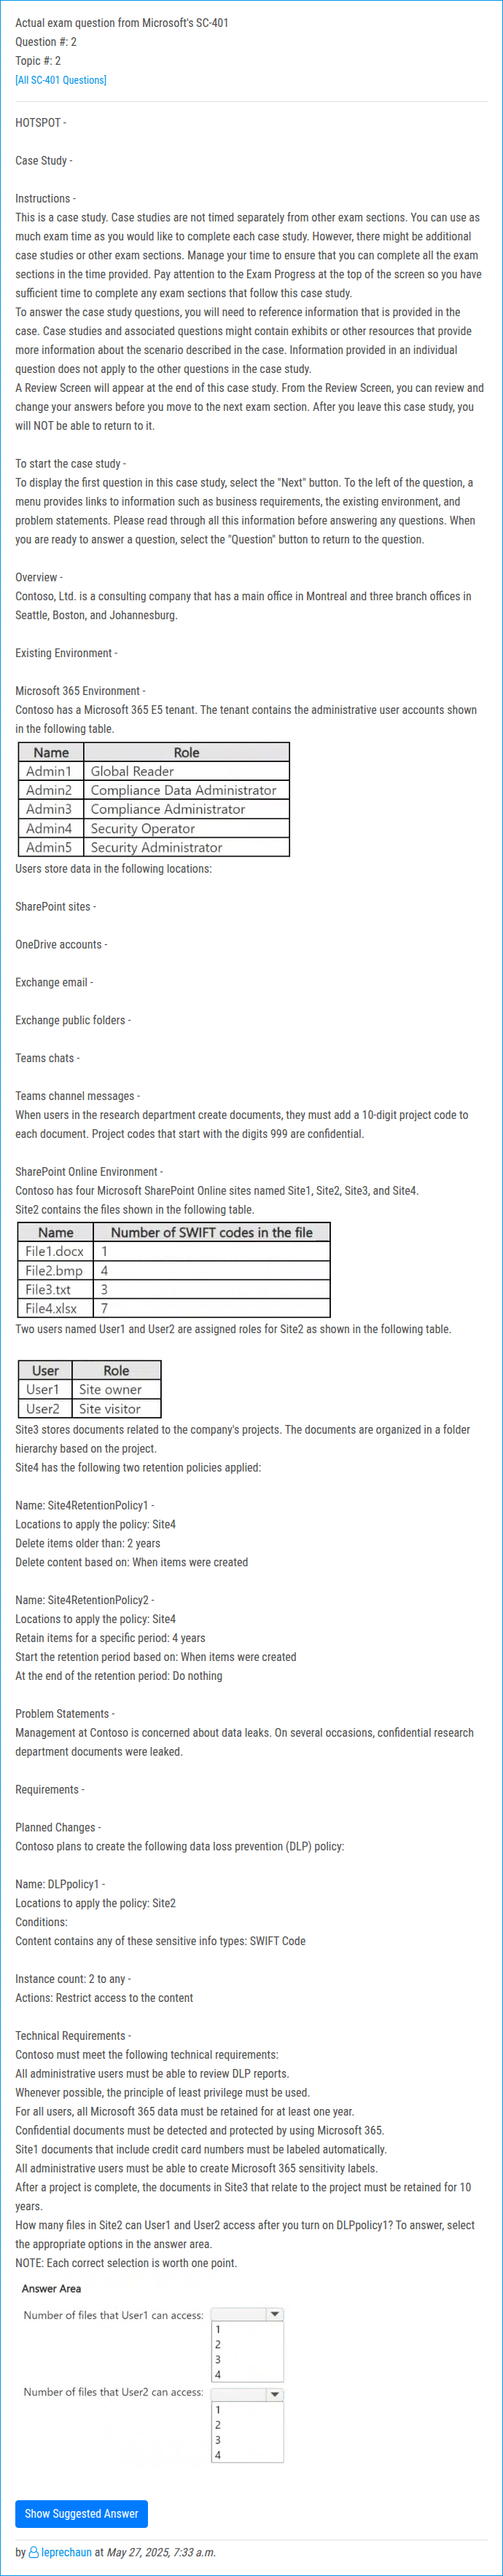 Actual exam question from Microsoft's SC-401
Question #: 2
Topic #: 2
[All SC-401 Questions]
HOTSPOT -
Case Study -
Instructions -
This is a case study. Case studies are not timed separately from other exam sections. You can use as
much exam time as you would like to complete each case study. However, there might be additional
case studies or other exam sections. Manage your time to ensure that you can complete all the exam
sections in the time provided. Pay attention to the Exam Progress at the top of the screen so you have
sufficient time to complete any exam sections that follow this case study.
To answer the case study questions, you will need to reference information that is provided in the
case. Case studies and associated questions might contain exhibits or other resources that provide
more information about the scenario described in the case. Information provided in an individual
question does not apply to the other questions in the case study.
A Review Screen will appear at the end of this case study. From the Review Screen, you can review and
change your answers before you move to the next exam section. After you leave this case study, you
will NOT be able to return to it.
To start the case study -
To display the first question in this case study, select the "Next" button. To the left of the question, a
menu provides links to information such as business requirements, the existing environment, and
problem statements. Please read through all this information before answering any questions. When
you are ready to answer a question, select the "Question" button to return to the question.
Overview -
Contoso, Ltd. is a consulting company that has a main office in Montreal and three branch offices in
Seattle, Boston, and Johannesburg.
Existing Environment -
Microsoft 365 Environment -
Contoso has a Microsoft 365 E5 tenant. The tenant contains the administrative user accounts shown
in the following table.
Name Role
Admin1 Global Reader
Admin2 Compliance Data Administrator
Admin3 Compliance Administrator
Admin4 Security Operator
Admin5 Security Administrator
Users store data in the following locations:
SharePoint sites -
OneDrive accounts -
Exchange email -
Exchange public folders -
Teams chats -
Teams channel messages -
When users in the research department create documents, they must add a 10-digit project code to
each document. Project codes that start with the digits 999 are confidential.
SharePoint Online Environment -
Contoso has four Microsoft SharePoint Online sites named Site1, Site2, Site3, and Site4.
Site2 contains the files shown in the following table.
Name Number of SWIFT codes in the file
File1.docx 1
File2.bmp 4
File3.txt 3
File4.xlsx 7
Two users named User1 and User2 are assigned roles for Site2 as shown in the following table.
User Role
User1 Site owner
User2 Site visitor
Site3 stores documents related to the company's projects. The documents are organized in a folder
hierarchy based on the project.
Site4 has the following two retention policies applied:
Name: Site4RetentionPolicy1 -
Locations to apply the policy: Site4
Delete items older than: 2 years
Delete content based on: When items were created
Name: Site4RetentionPolicy2 -
Locations to apply the policy: Site4
Retain items for a specific period: 4 years
Start the retention period based on: When items were created
At the end of the retention period: Do nothing
Problem Statements -
Management at Contoso is concerned about data leaks. On several occasions, confidential research
department documents were leaked.
Requirements -
Planned Changes -
Contoso plans to create the following data loss prevention (DLP) policy:
Name: DLPpolicy1 -
Locations to apply the policy: Site2
Conditions:
Content contains any of these sensitive info types: SWIFT Code
Instance count: 2 to any -
Actions: Restrict access to the content
Technical Requirements -
Contoso must meet the following technical requirements:
All administrative users must be able to review DLP reports.
Whenever possible, the principle of least privilege must be used.
For all users, all Microsoft 365 data must be retained for at least one year.
Confidential documents must be detected and protected by using Microsoft 365.
Site1 documents that include credit card numbers must be labeled automatically.
All administrative users must be able to create Microsoft 365 sensitivity labels.
After a project is complete, the documents in Site3 that relate to the project must be retained for 10
years.
How many files in Site2 can User1 and User2 access after you turn on DLPpolicy1? To answer, select
the appropriate options in the answer area.
NOTE: Each correct selection is worth one point.
Answer Area
Number of files that User1 can access:
1
2
3
4
Number of files that User2 can access:
1
2
3
4
Show Suggested Answer
by leprechaun at May 27, 2025, 7:33 a.m.